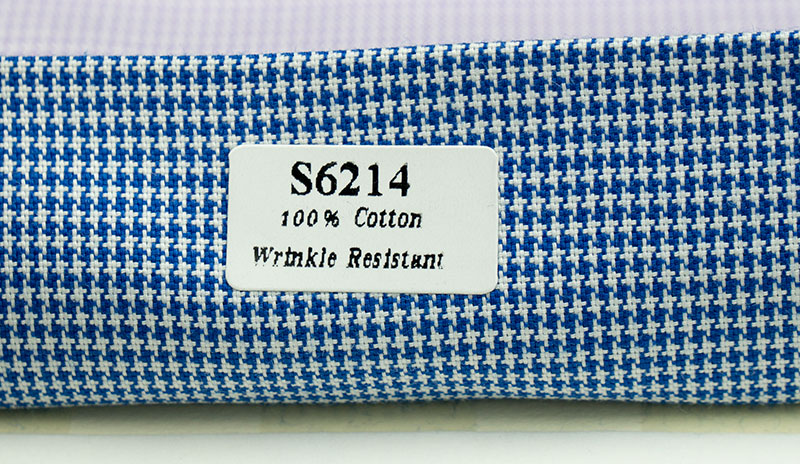 S6214
100% Cotton
Wrinkle Resistant